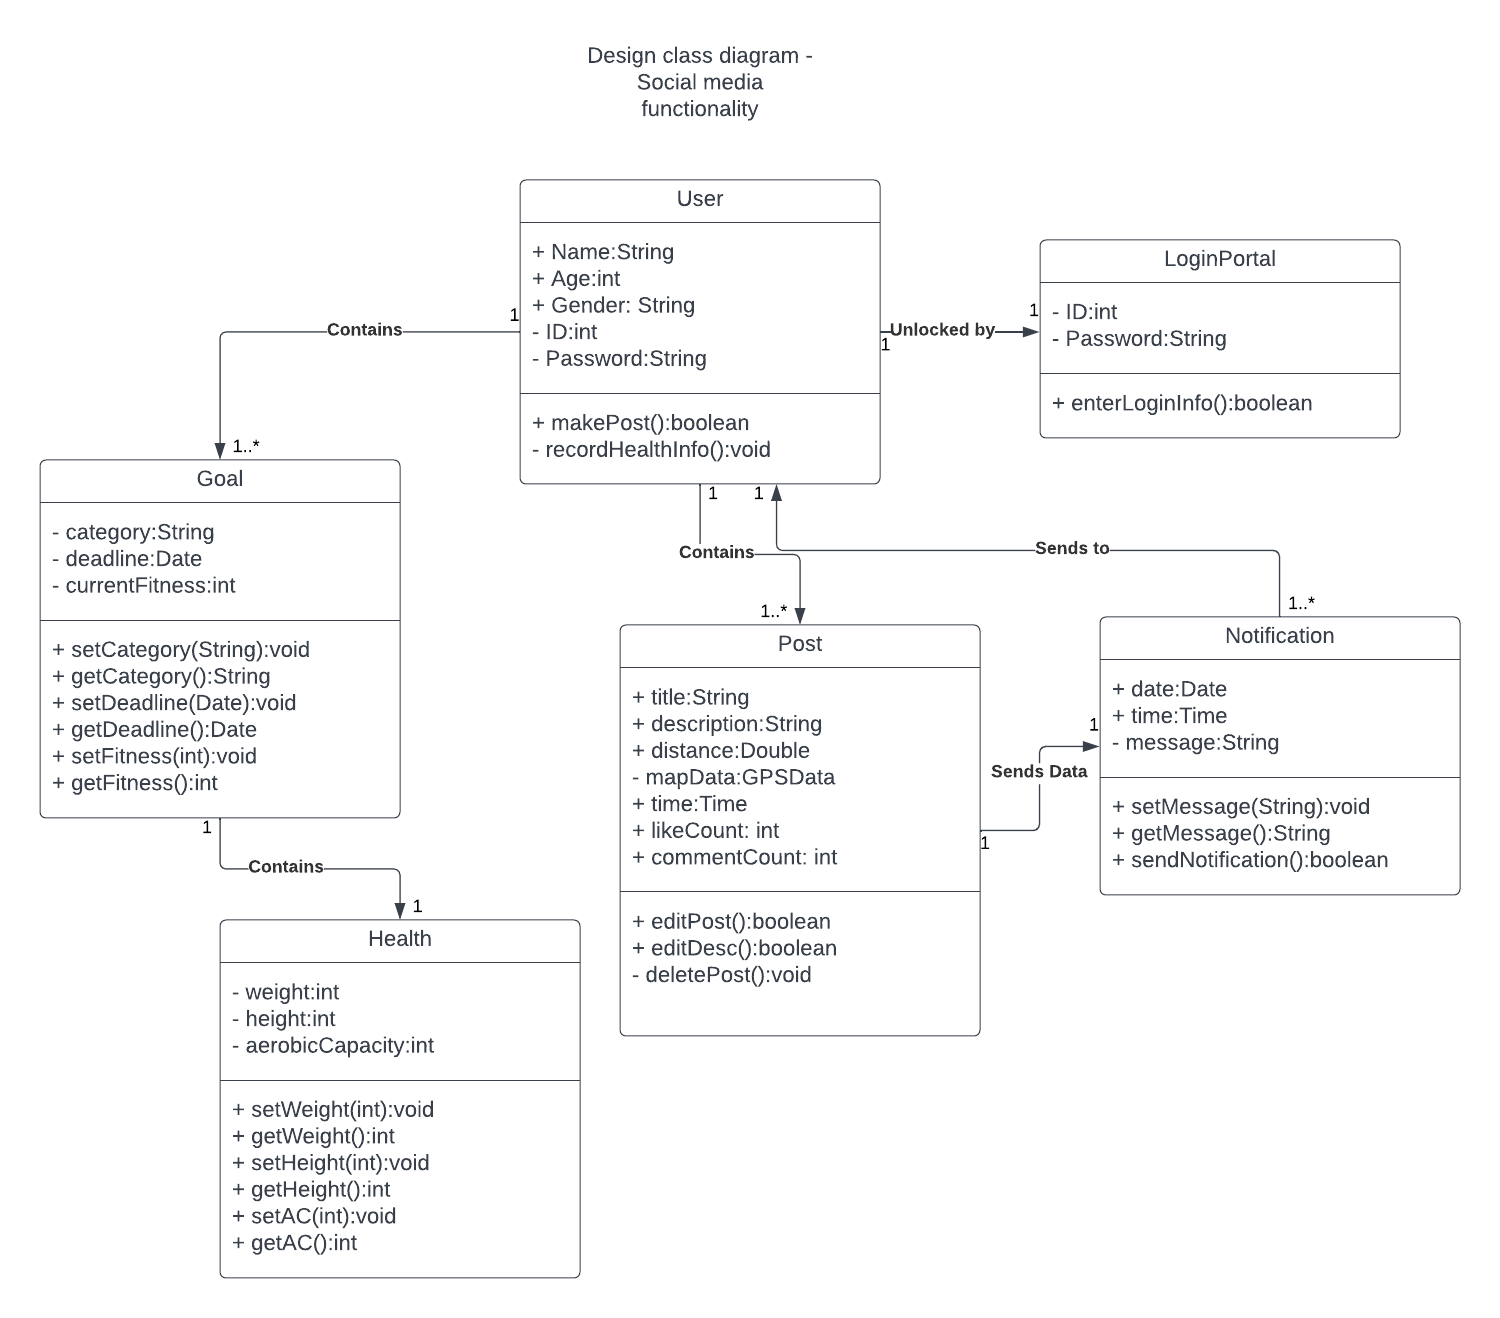 Design class diagram -
Social media
functionality
User
+ Name:String
+ Age:int
+ Gender: String
- ID:int
- Password:String
+ makePost():boolean
- recordHealthInfo():void
LoginPortal
- ID:int
- Password:String
+ enterLoginInfo():boolean
1
Contains
1..*
1
Unlocked by
1
Goal
- category:String
- deadline:Date
- currentFitness:int
+ setCategory(String):void
+ getCategory():String
+ setDeadline(Date):void
+ getDeadline():Date
+ setFitness(int):void
+ getFitness():int
1
Contains
1..*
1
Sends to
1..*
Post
+ title:String
+ description:String
+ distance:Double
- mapData:GPSData
+ time:Time
+ likeCount: int
+ commentCount: int
+ editPost():boolean
+ editDesc():boolean
- deletePost():void
1
Sends Data
1
Notification
+ date:Date
+ time:Time
- message:String
+ setMessage(String):void
+ getMessage():String
+ sendNotification():boolean
1
Contains
1
Health
- weight:int
- height:int
- aerobicCapacity:int
+ setWeight(int):void
+ getWeight():int
+ setHeight(int):void
+ getHeight():int
+ setAC(int):void
+ getAC():int